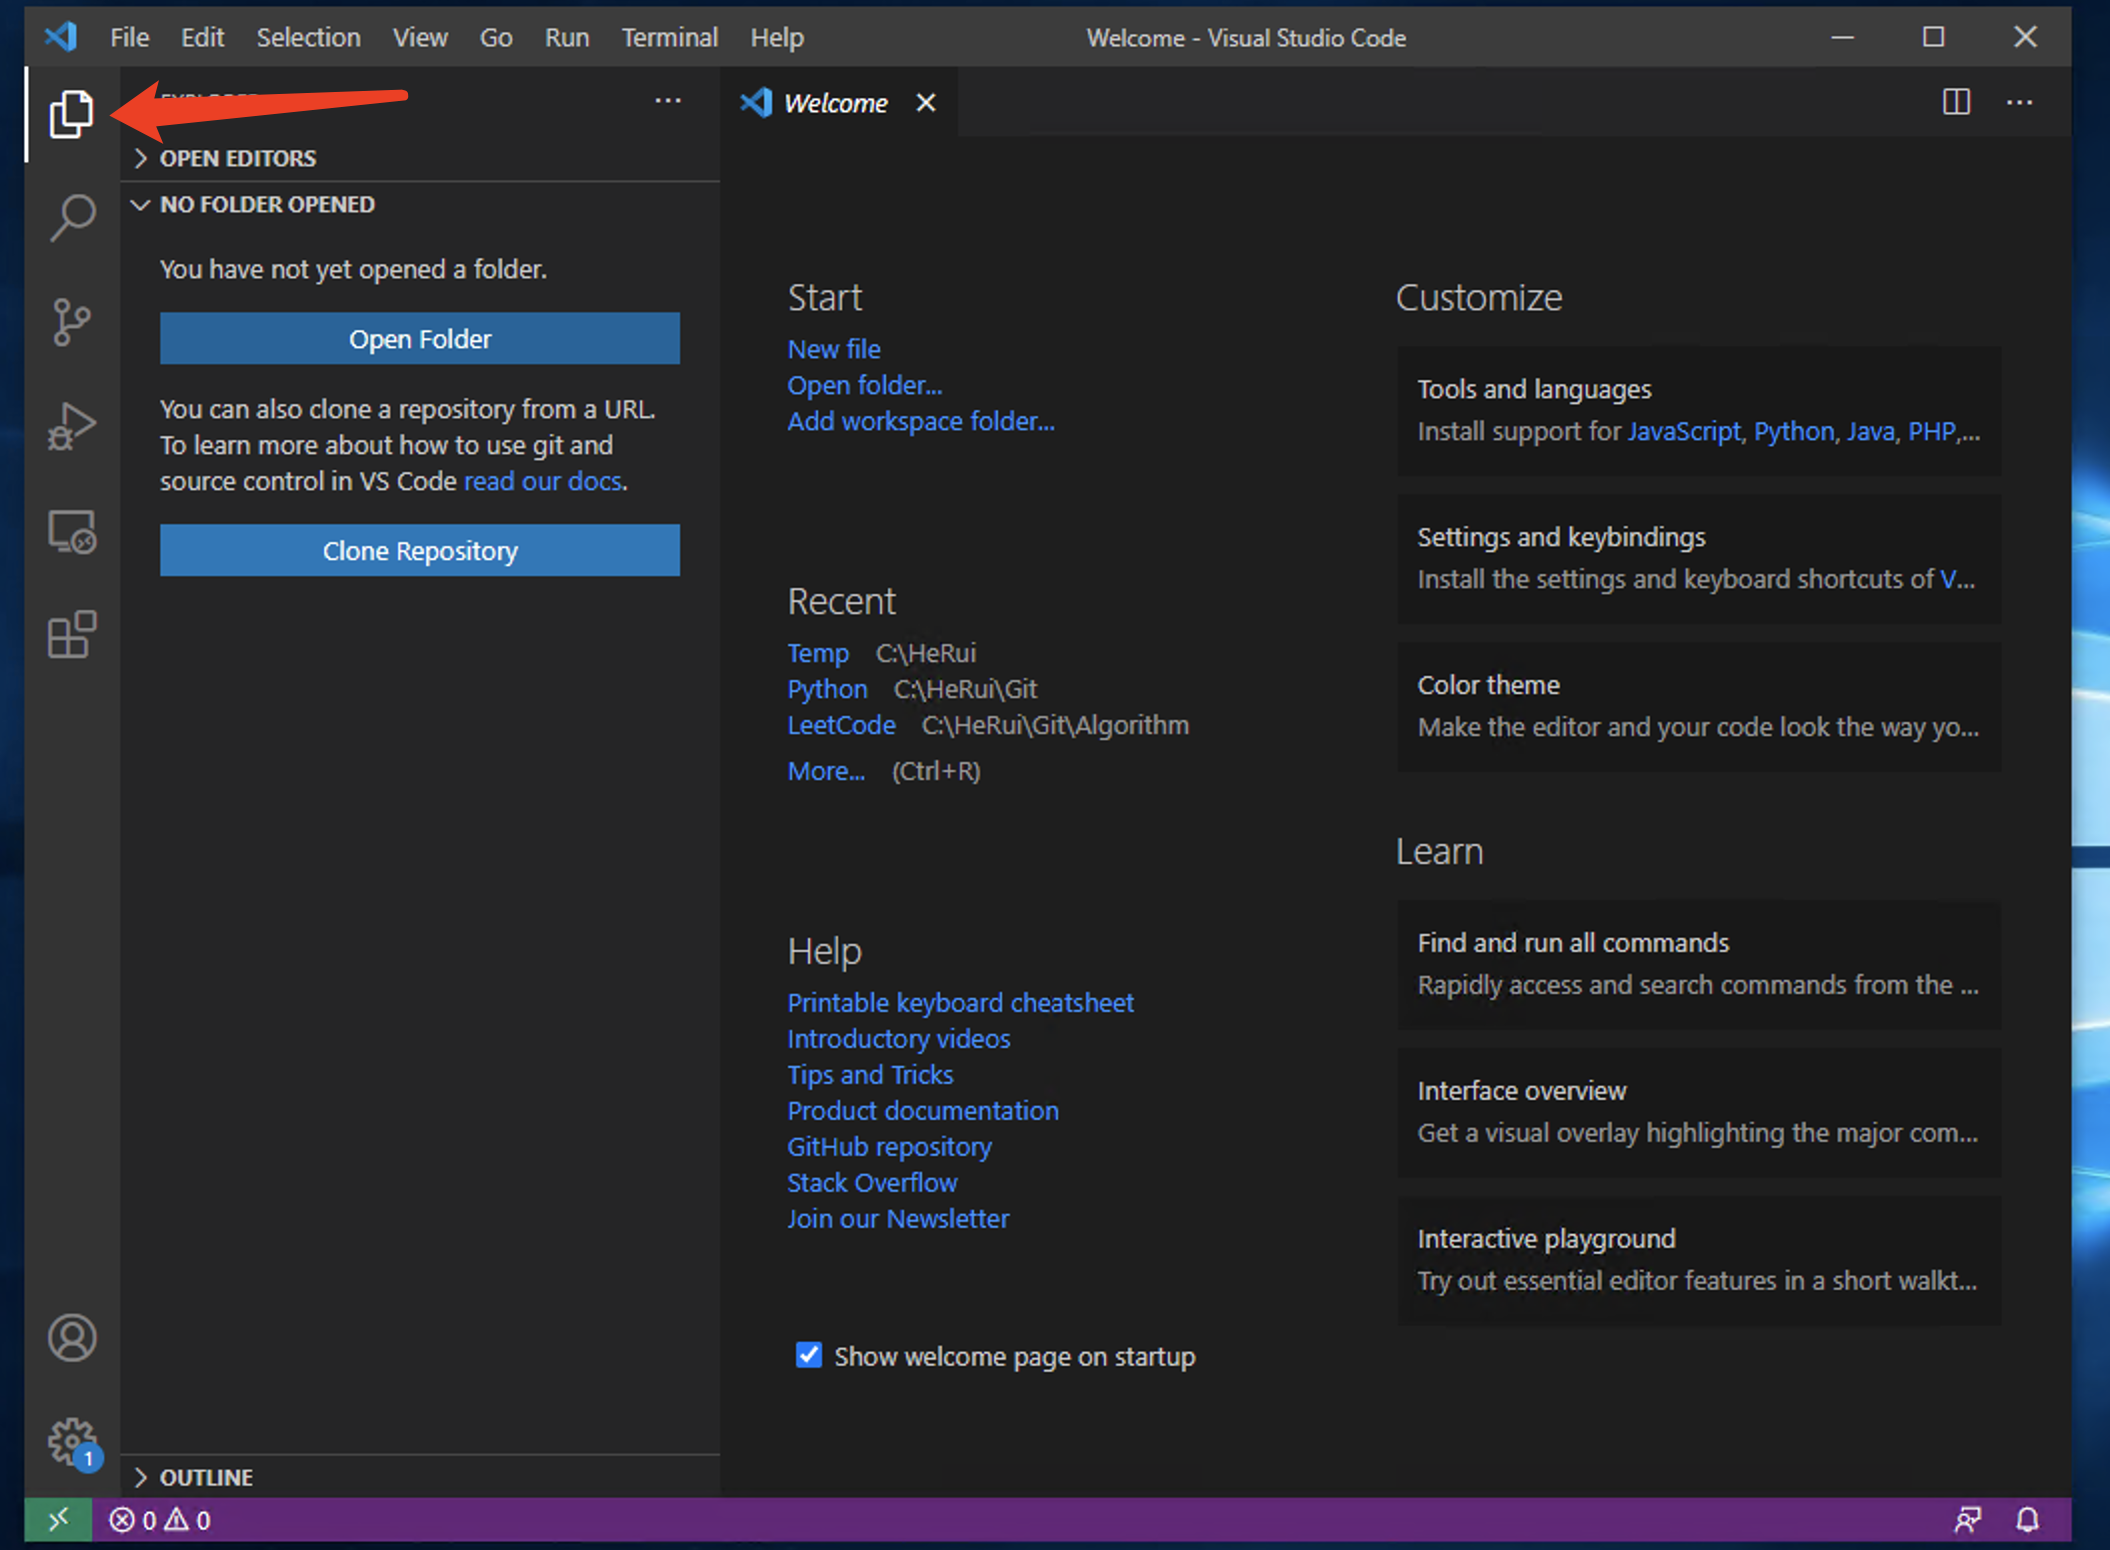 File Edit Selection View Go Run Terminal Help
Welcome - Visual Studio Code
Welcome
OPEN EDITORS
NO FOLDER OPENED
You have not yet opened a folder.
Open Folder
You can also clone a repository from a URL.
To learn more about how to use git and
source control in VS Code read our docs.
Clone Repository
OUTLINE
Start
New file
Open folder...
Add workspace folder...
Recent
Temp C:\HeRui
Python C:\HeRui\Git
LeetCode C:\HeRui\Git\Algorithm
More... (Ctrl+R)
Help
Printable keyboard cheatsheet
Introductory videos
Tips and Tricks
Product documentation
GitHub repository
Stack Overflow
Join our Newsletter
Show welcome page on startup
Customize
Tools and languages
Install support for JavaScript, Python, Java, PHP,...
Settings and keybindings
Install the settings and keyboard shortcuts of V...
Color theme
Make the editor and your code look the way yo...
Learn
Find and run all commands
Rapidly access and search commands from the ...
Interface overview
Get a visual overlay highlighting the major com...
Interactive playground
Try out essential editor features in a short walkt...
1
0 0